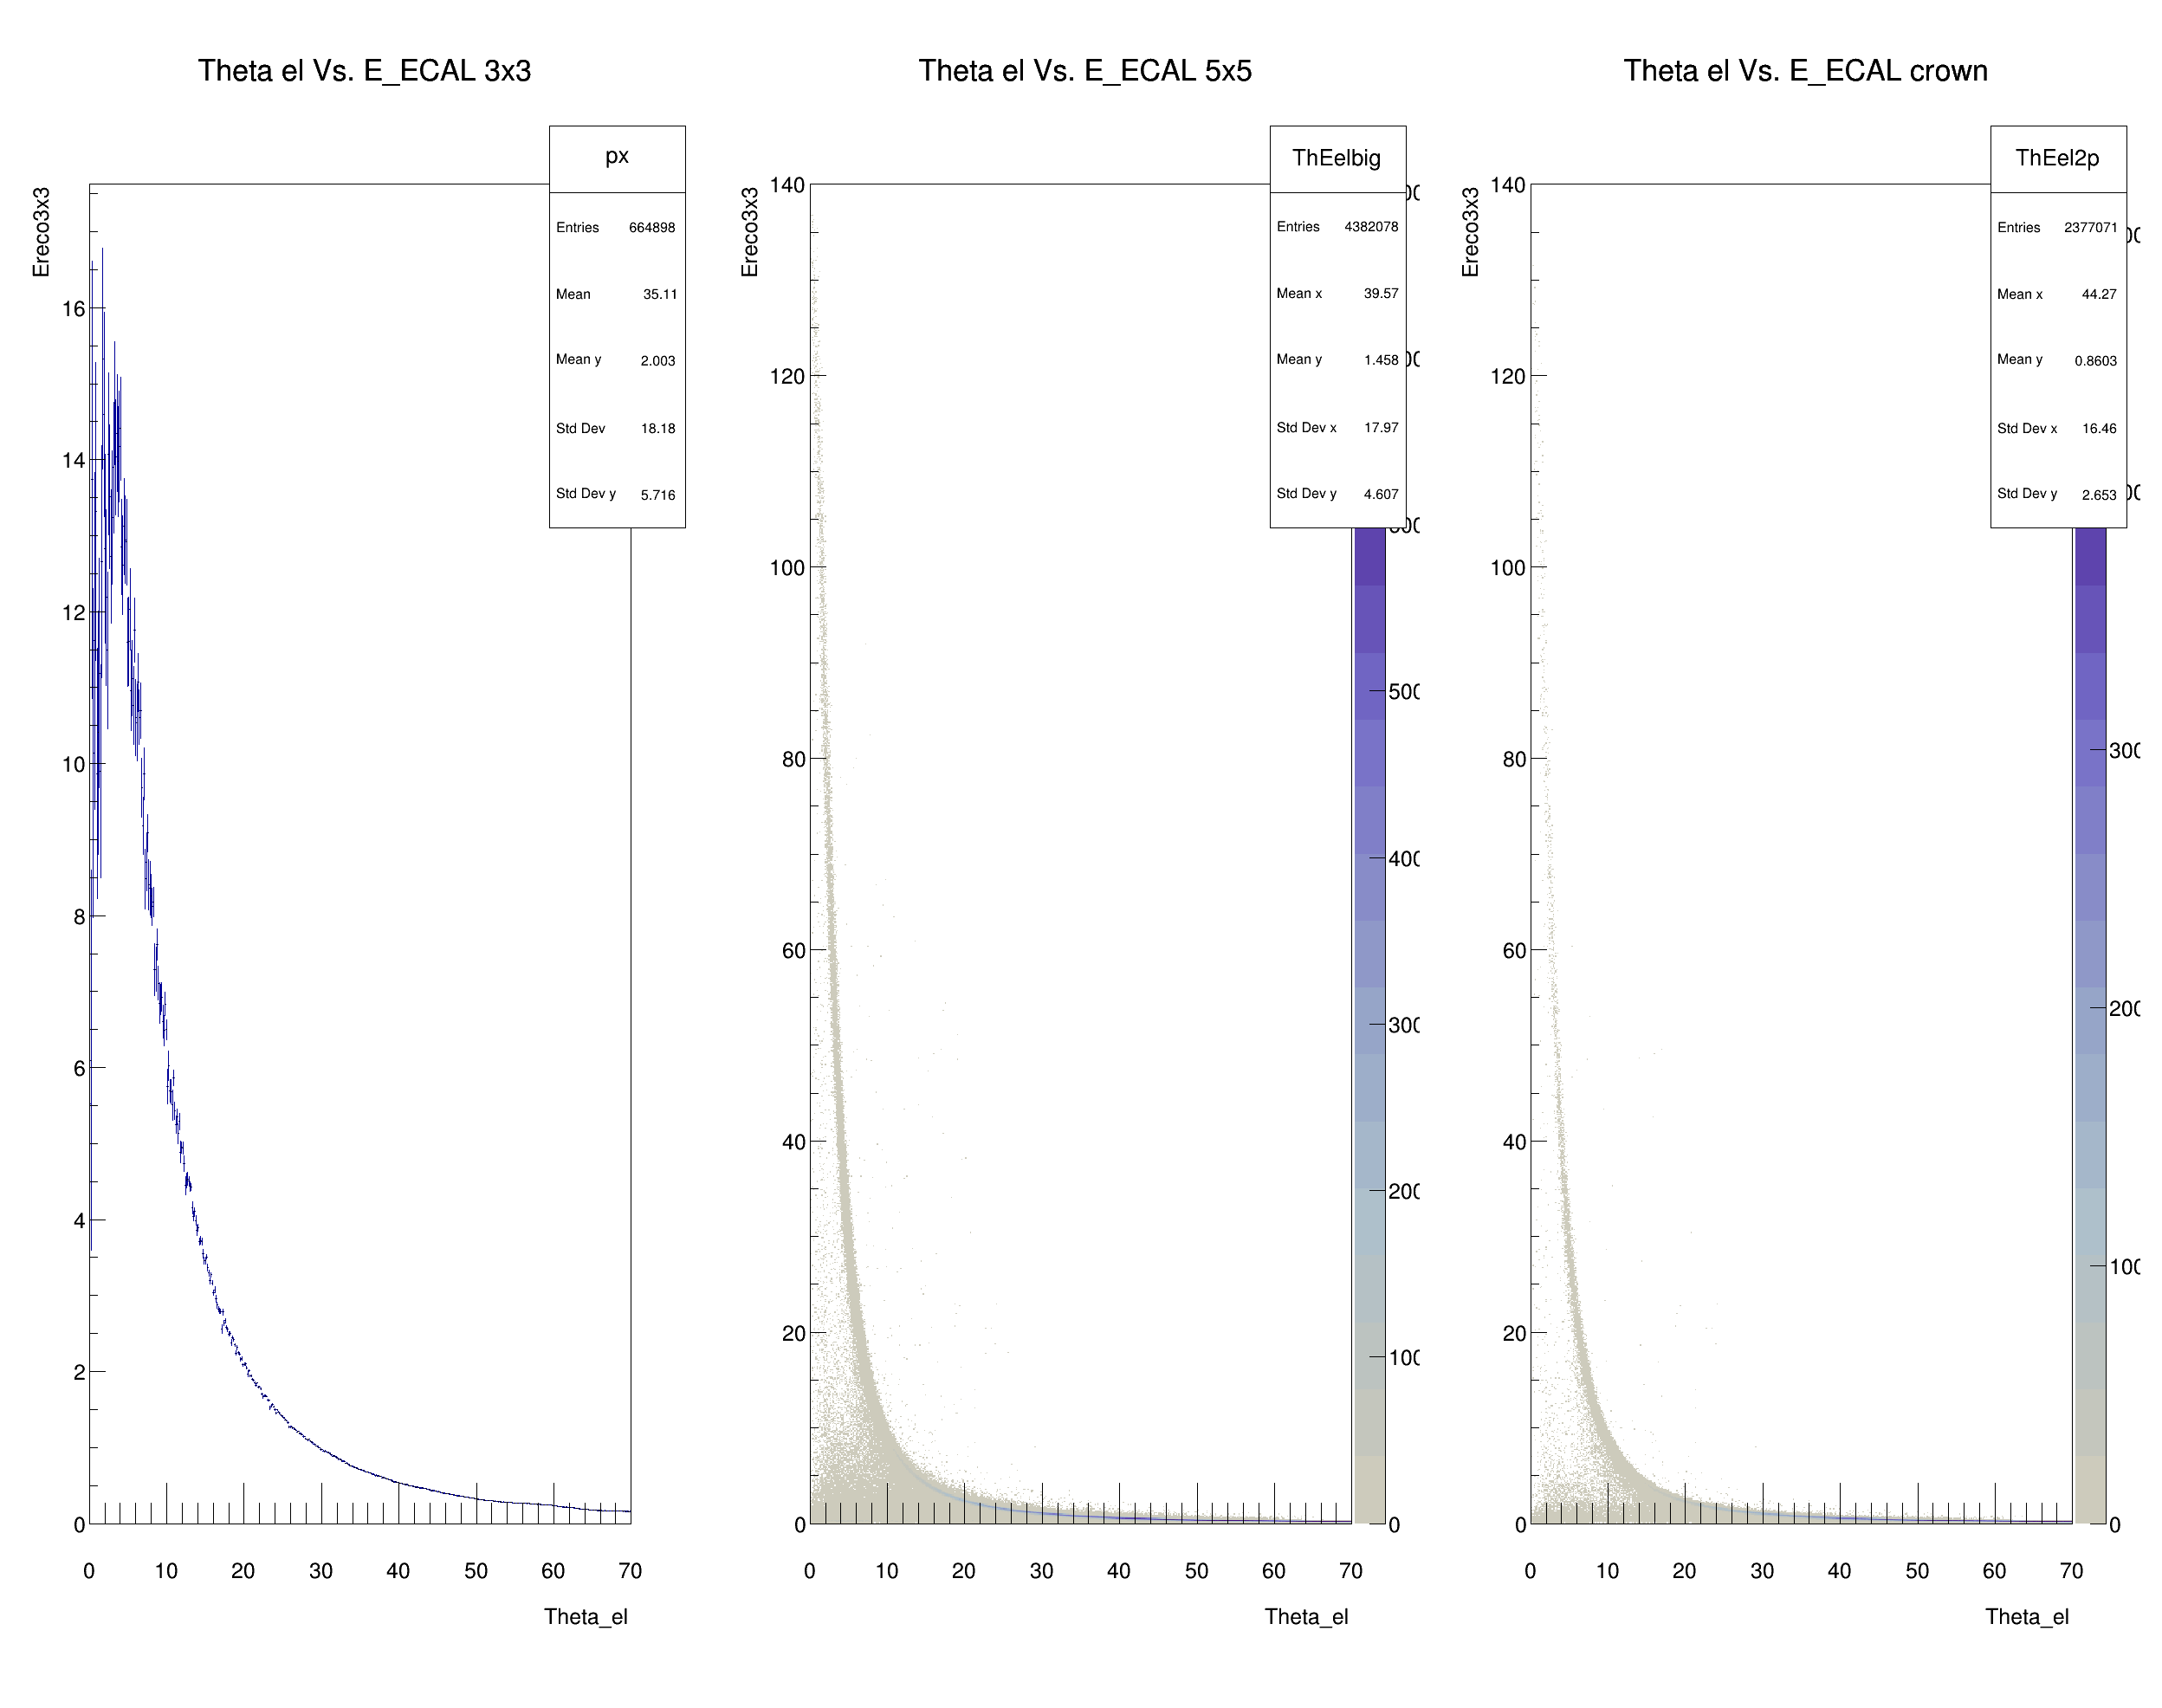 Theta el Vs. E_ECAL 3x3
px
Entries 664898
Mean 35.11
Mean y 2.003
Std Dev 18.18
Std Dev y 5.716
Ereco3x3
16
14
12
10
8
6
4
2
0
0 10 20 30 40 50 60 70
Theta_el
Theta el Vs. E_ECAL 5x5
ThEelbig
Entries 4382078
Mean x 39.57
Mean y 1.458
Std Dev x 17.97
Std Dev y 4.607
Ereco3x3
140
120
100
80
60
40
20
0
0 10 20 30 40 50 60 70
Theta_el
0
Theta el Vs. E_ECAL crown
ThEel2p
Entries 2377071
Mean x 44.27
Mean y 0.8603
Std Dev x 16.46
Std Dev y 2.653
Ereco3x3
140
120
100
80
60
40
20
0
0 10 20 30 40 50 60 70
Theta_el
0